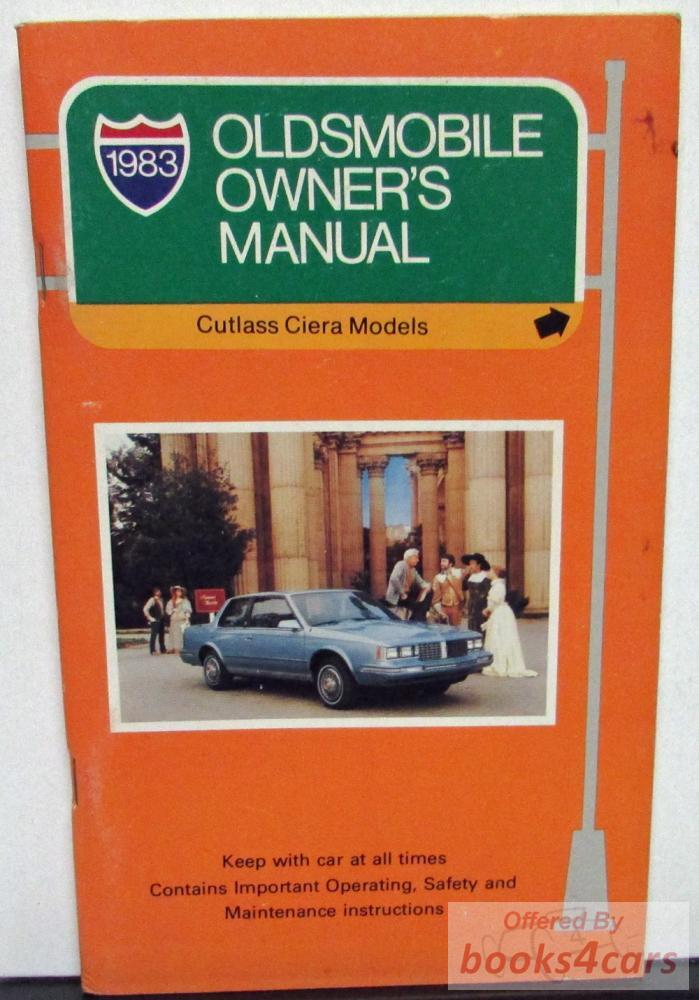 1983
OLDSMOBILE
OWNER'S
MANUAL
Cutlass Ciera Models
Keep with car at all times
Contains Important Operating, Safety and
Maintenance instructions
Offered By
books4cars